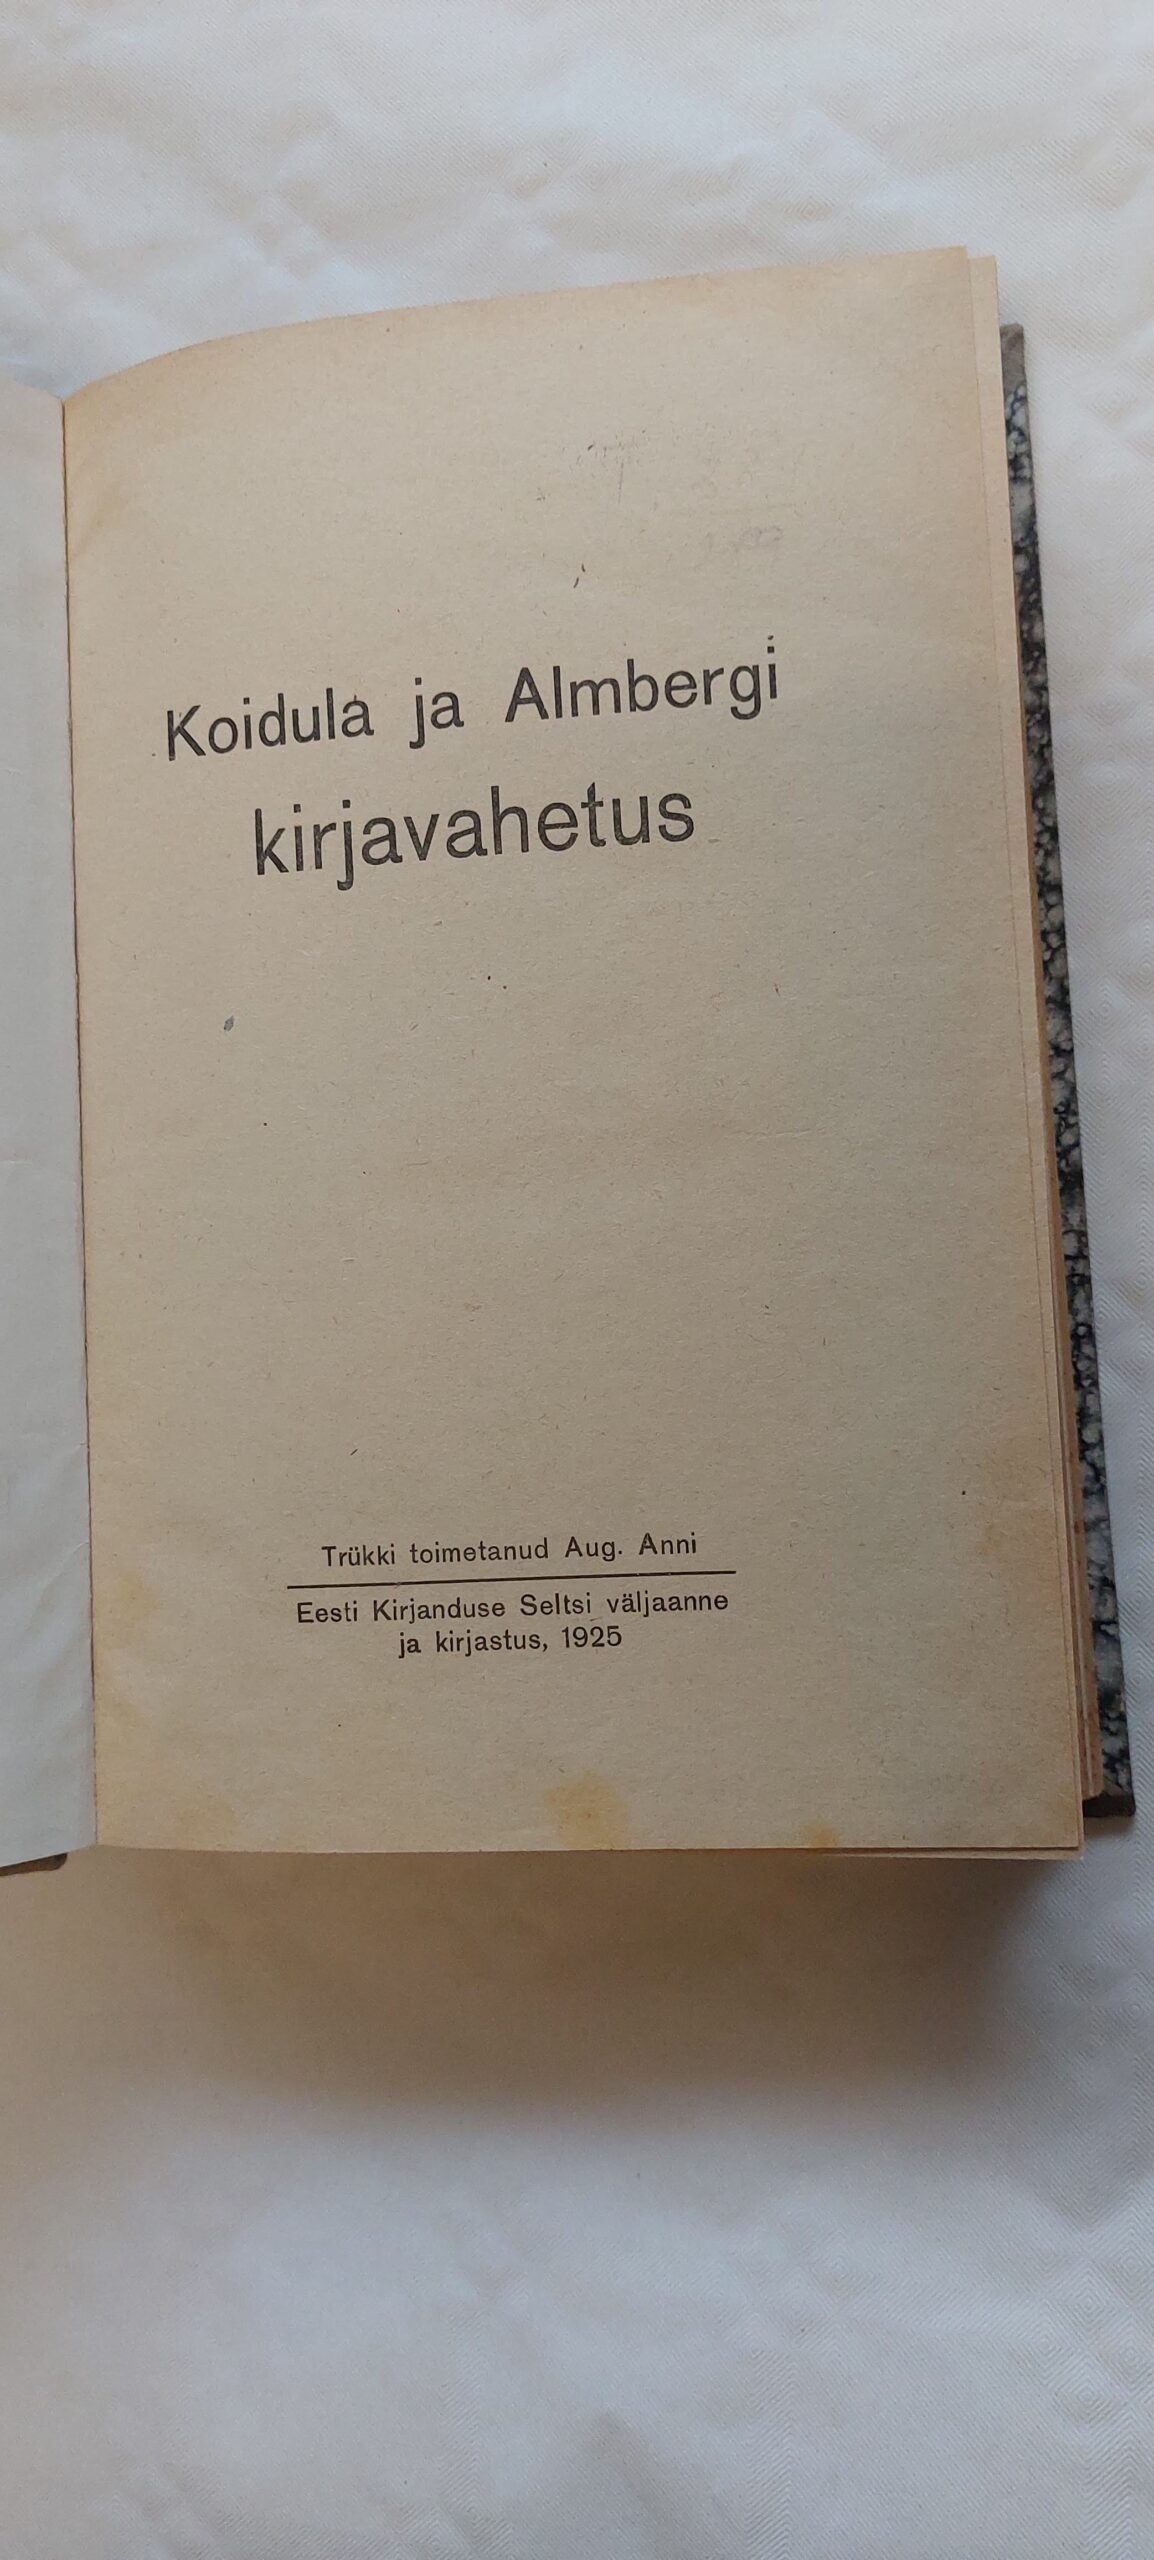 Koidula ja Almbergi
kirjavahetus
Trükki toimetanud Aug. Anni
Eesti Kirjanduse Seltsi väljaanne
ja kirjastus, 1925